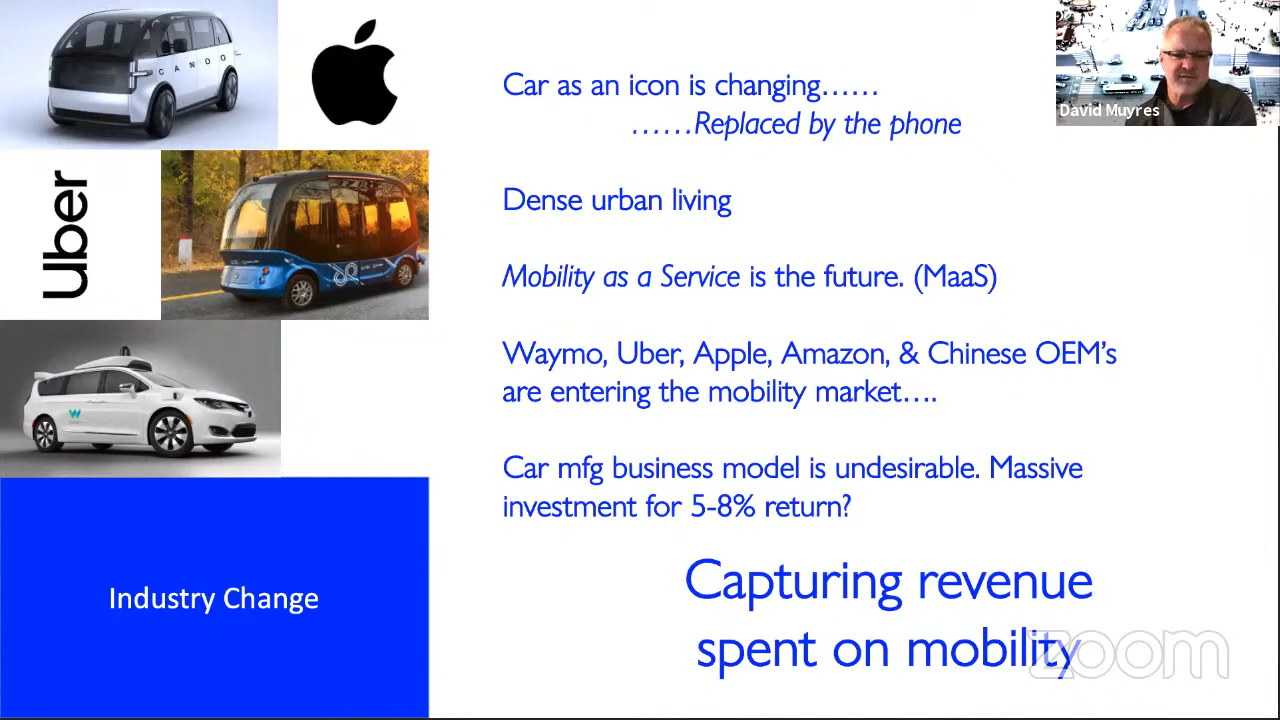 CANOO
Uber
Car as an icon is changing……
……Replaced by the phone
Dense urban living
Mobility as a Service is the future. (MaaS)
Waymo, Uber, Apple, Amazon, & Chinese OEM’s
are entering the mobility market….
Car mfg business model is undesirable. Massive
investment for 5-8% return?
Capturing revenue
spent on mobility
Industry Change
David Muyres
zoom